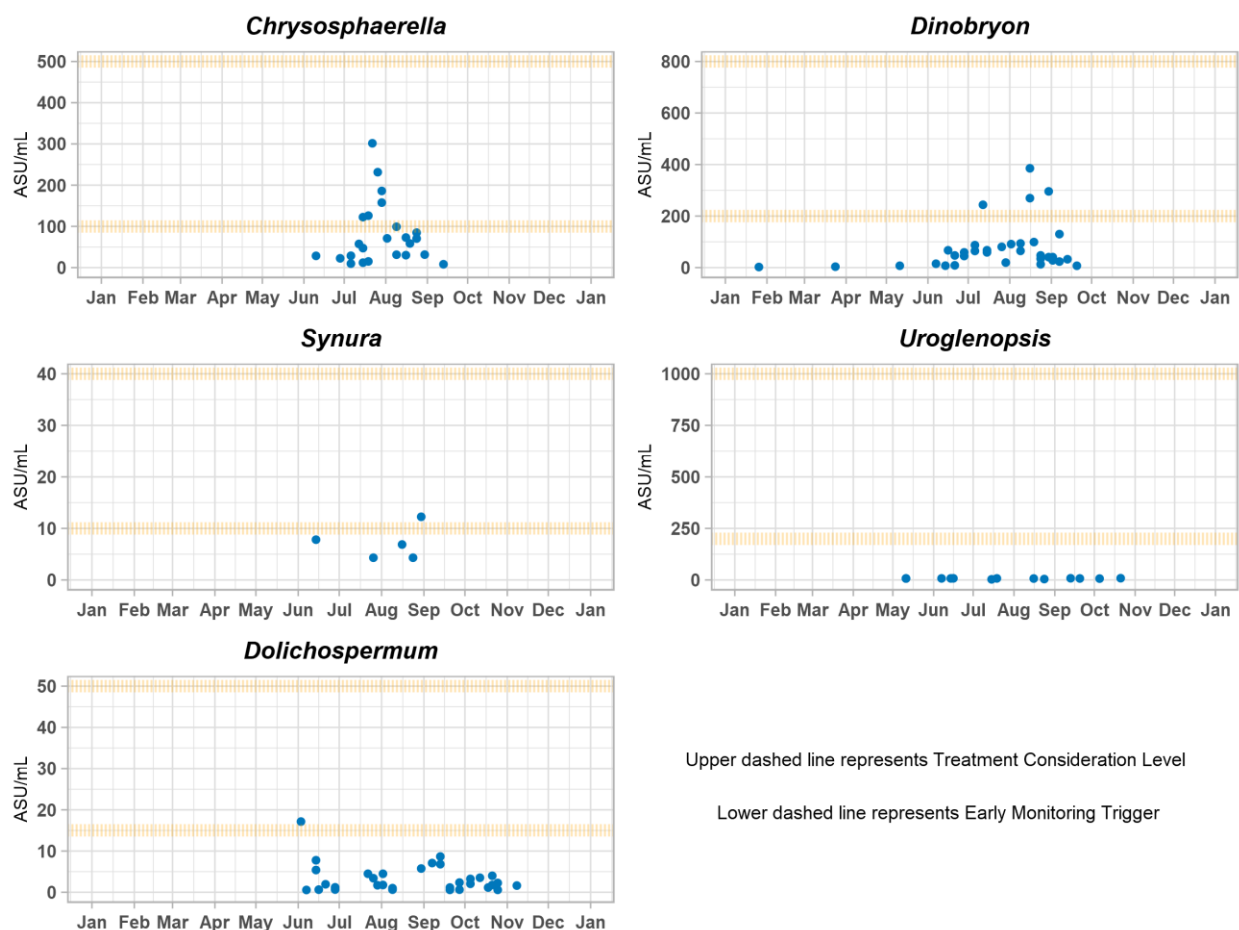 Chrysosphaerella
500
400
300
200
100
0
ASU/mL
Jan Feb Mar Apr May Jun Jul Aug Sep Oct Nov Dec Jan
Dinobryon
800
600
400
200
0
ASU/mL
Jan Feb Mar Apr May Jun Jul Aug Sep Oct Nov Dec Jan
Synura
40
30
20
10
0
ASU/mL
Jan Feb Mar Apr May Jun Jul Aug Sep Oct Nov Dec Jan
Uroglenopsis
1000
750
500
250
0
ASU/mL
Jan Feb Mar Apr May Jun Jul Aug Sep Oct Nov Dec Jan
Dolichospermum
50
40
30
20
10
0
ASU/mL
Jan Feb Mar Apr May Jun Jul Aug Sep Oct Nov Dec Jan
Upper dashed line represents Treatment Consideration Level
Lower dashed line represents Early Monitoring Trigger